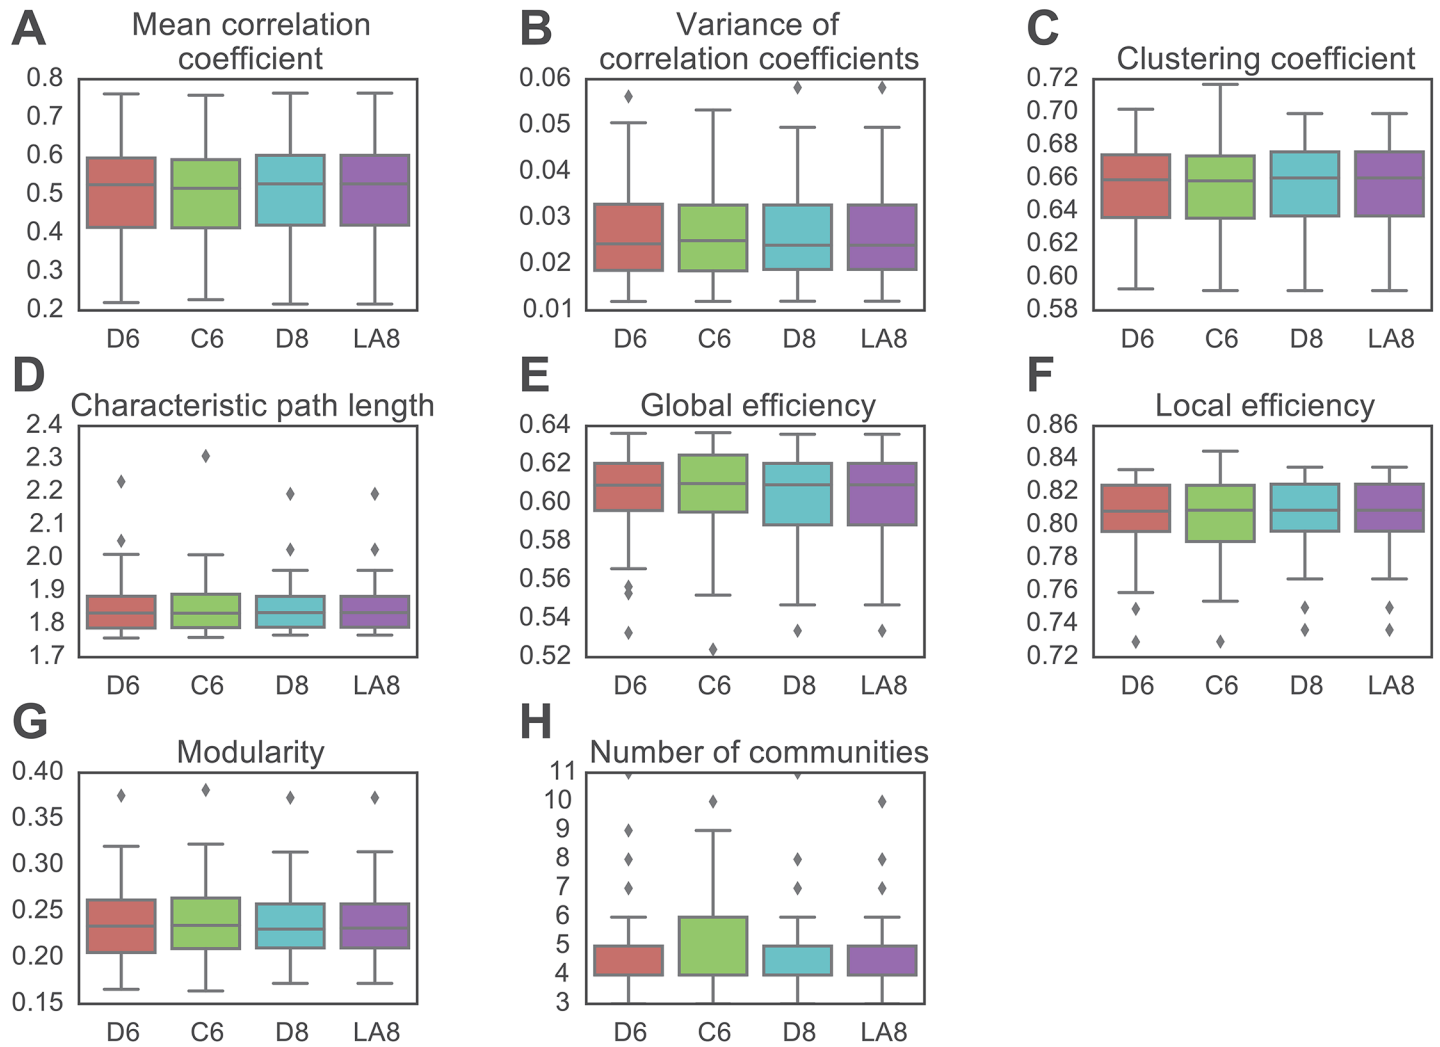 A
Mean correlation
coefficient
0.8
0.7
0.6
0.5
0.4
0.3
0.2
D6 C6 D8 LA8
B
Variance of
correlation coefficients
0.06
0.05
0.04
0.03
0.02
0.01
D6 C6 D8 LA8
C
Clustering coefficient
0.72
0.70
0.68
0.66
0.64
0.62
0.60
0.58
D6 C6 D8 LA8
D
Characteristic path length
2.4
2.3
2.2
2.1
2.0
1.9
1.8
1.7
D6 C6 D8 LA8
E
Global efficiency
0.64
0.62
0.60
0.58
0.56
0.54
0.52
D6 C6 D8 LA8
F
Local efficiency
0.86
0.84
0.82
0.80
0.78
0.76
0.74
0.72
D6 C6 D8 LA8
G
Modularity
0.40
0.35
0.30
0.25
0.20
0.15
D6 C6 D8 LA8
H
Number of communities
11
10
9
8
7
6
5
4
3
D6 C6 D8 LA8